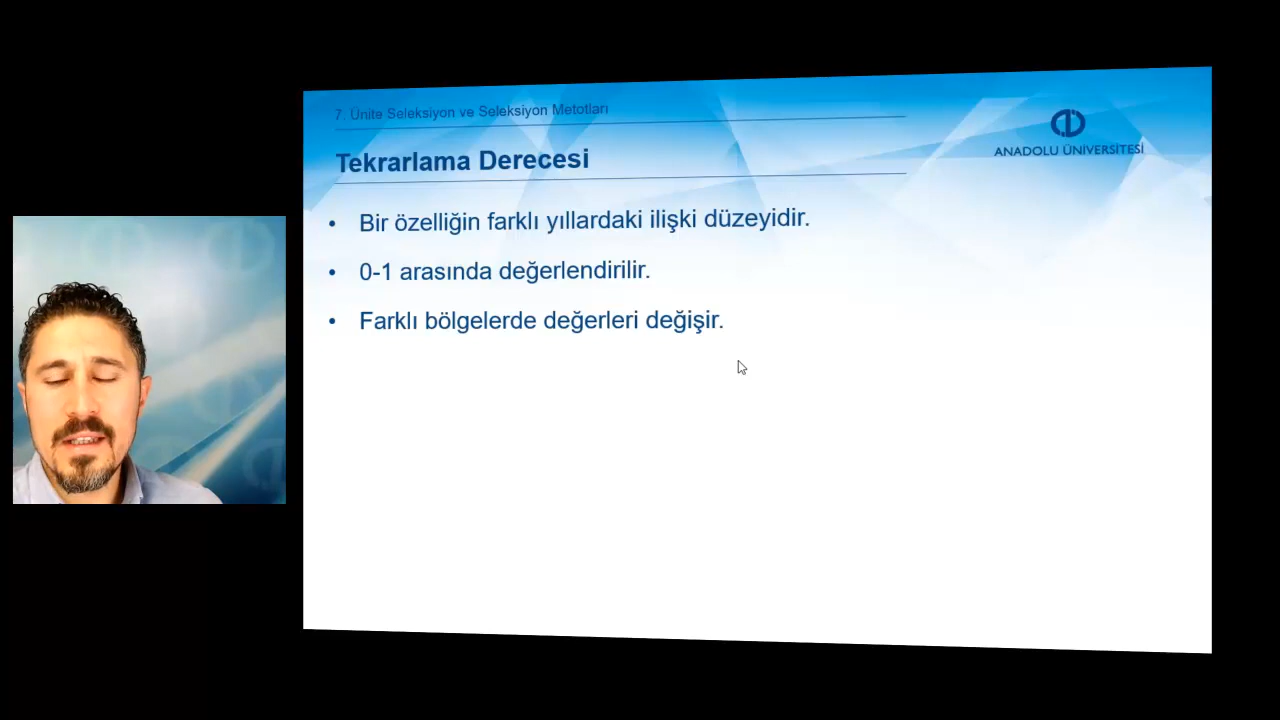 7. Ünite Seleksiyon ve Seleksiyon Metotları
ANADOLU ÜNİVERSİTESİ
Tekrarlama Derecesi
• Bir özelliğin farklı yıllardaki ilişki düzeyidir.
• 0-1 arasında değerlendirilir.
• Farklı bölgelerde değerleri değişir.